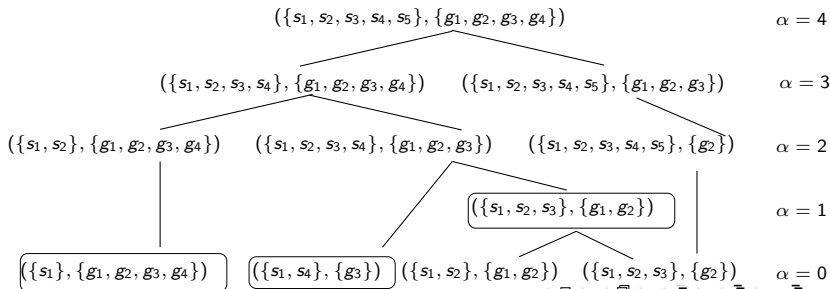 ({s₁, s₂, s₃, s₄, s₅}, {g₁, g₂, g₃, g₄}) α = 4
({s₁, s₂, s₃, s₄}, {g₁, g₂, g₃, g₄}) ({s₁, s₂, s₃, s₄, s₅}, {g₁, g₂, g₃}) α = 3
({s₁, s₂}, {g₁, g₂, g₃, g₄}) ({s₁, s₂, s₃, s₄}, {g₁, g₂, g₃}) ({s₁, s₂, s₃, s₄, s₅}, {g₂}) α = 2
({s₁, s₂, s₃}, {g₁, g₂}) α = 1
({s₁}, {g₁, g₂, g₃, g₄}) ({s₁, s₄}, {g₃}) ({s₁, s₂}, {g₁, g₂}) ({s₁, s₂, s₃}, {g₂}) α = 0